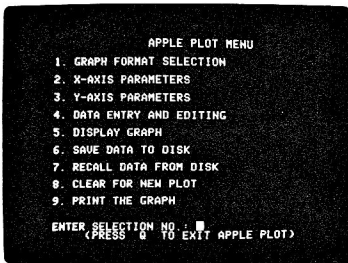 APPLE PLOT MENU
1. GRAPH FORMAT SELECTION
2. X-AXIS PARAMETERS
3. Y-AXIS PARAMETERS
4. DATA ENTRY AND EDITING
5. DISPLAY GRAPH
6. SAVE DATA TO DISK
7. RECALL DATA FROM DISK
8. CLEAR FOR NEW PLOT
9. PRINT THE GRAPH
ENTER SELECTION NO.:
(PRESS Q TO EXIT APPLE PLOT)